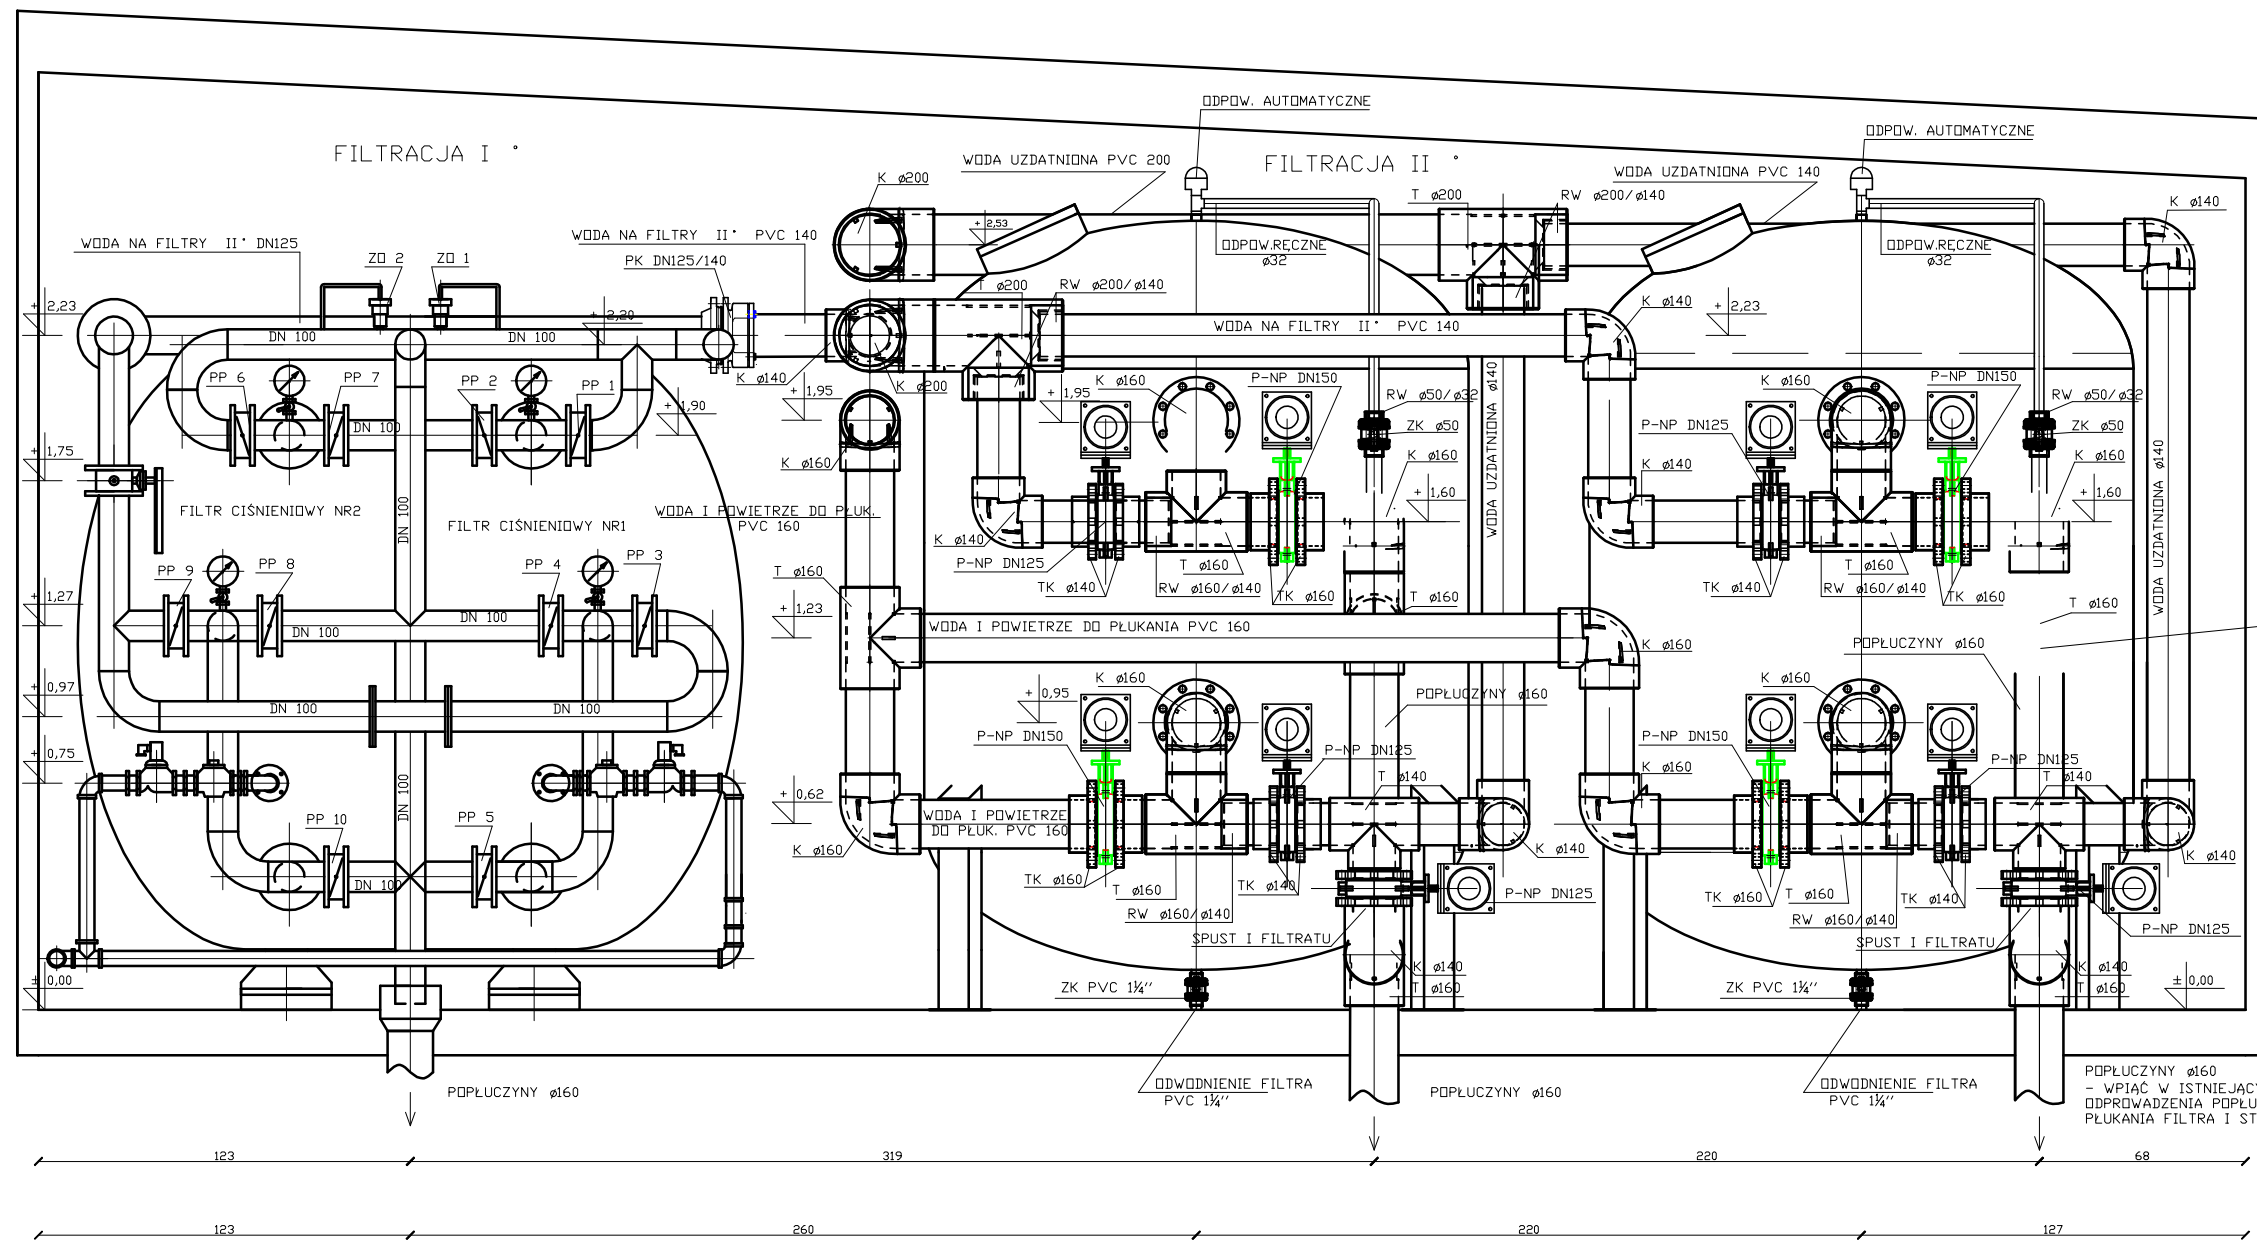 ODPOW. AUTOMATYCZNE
ODPOW. AUTOMATYCZNE
FILTRACJA I °
FILTRACJA II °
WODA UZDATNIONA PVC 200
WODA UZDATNIONA PVC 140
K ø200
T ø200
RW ø200/ø140
K ø140
+ 2,53
WODA NA FILTRY II° DN125
WODA NA FILTRY II° PVC 140
ZO 2
ZO 1
PK DN125/140
ODPOW.RĘCZNE
ø32
ODPOW.RĘCZNE
ø32
T ø200
RW ø200/ø140
K ø140
+ 2,23
+ 2,23
+ 2,20
DN 100
DN 100
WODA NA FILTRY II° PVC 140
PP 6
PP 7
PP 2
PP 1
K ø140
K ø200
K ø160
P-NP DN150
K ø160
P-NP DN150
+ 1,90
+ 1,95
+ 1,95
RW ø50/ø32
RW ø50/ø32
DN 100
ZK ø50
P-NP DN125
ZK ø50
+ 1,75
K ø160
K ø160
K ø140
K ø160
WODA UZDATNIONA ø140
WODA UZDATNIONA ø140
DN 100
+ 1,60
+ 1,60
FILTR CIŚNIENIOWY NR2
FILTR CIŚNIENIOWY NR1
WODA I POWIETRZE DO PŁUK.
PVC 160
K ø140
P-NP DN125
T ø160
T ø160
PP 9
PP 8
PP 4
PP 3
T ø160
TK ø140
RW ø160/ø140
TK ø160
T ø160
TK ø140
RW ø160/ø140
TK ø160
T ø160
+ 1,27
+ 1,23
DN 100
DN 100
WODA I POWIETRZE DO PŁUKANIA PVC 160
K ø160
POPŁUCZYNY ø160
K ø160
K ø160
+ 0,97
+ 0,95
POPŁUCZYNY ø160
DN 100
DN 100
P-NP DN150
P-NP DN125
P-NP DN150
P-NP DN125
+ 0,75
T ø140
K ø160
T ø140
DN 100
+ 0,62
PP 10
PP 5
WODA I POWIETRZE
DO PŁUK. PVC 160
K ø160
K ø140
K ø140
DN 100
TK ø160
T ø160
TK ø140
P-NP DN125
TK ø160
T ø160
TK ø140
RW ø160/ø140
RW ø160/ø140
P-NP DN125
SPUST I FILTRATU
SPUST I FILTRATU
K ø140
K ø140
± 0,00
ZK PVC 1¼''
T ø160
ZK PVC 1¼''
T ø160
± 0,00
POPŁUCZYNY ø160
ODWODNIENIE FILTRA
PVC 1¼''
POPŁUCZYNY ø160
ODWODNIENIE FILTRA
PVC 1¼''
POPŁUCZYNY ø160
- WPIĄĆ W ISTNIEJĄCY
ODPROWADZENIA POPŁU
PŁUKANIA FILTRA I ST
123
319
220
68
123
260
220
127